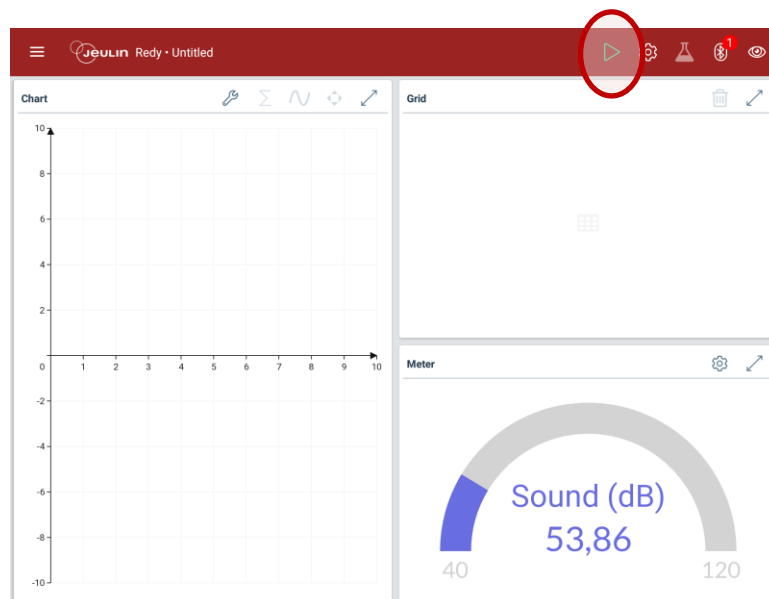 Jeulin Redy • Untitled
1
Chart
10
8
6
4
2
0 1 2 3 4 5 6 7 8 9 10
-2
-4
-6
-8
-10
Grid
Meter
Sound (dB)
53,86
40 120